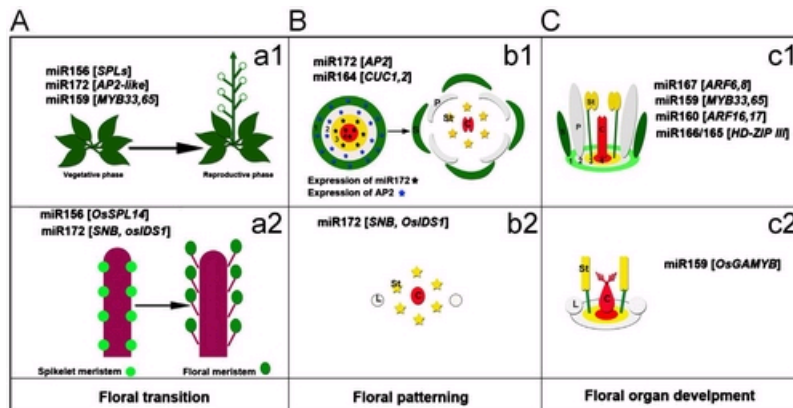 A
B
C
a1
miR156 [SPLs]
miR172 [AP2-like]
miR159 [MYB33,65]
Vegetative phase
Reproductive phase
b1
miR172 [AP2]
miR164 [CUC1,2]
P
St
C
Expression of miR172
Expression of AP2
c1
miR167 [ARF6,8]
miR159 [MYB33,65]
miR160 [ARF16,17]
miR166/165 [HD-ZIP III]
St
P
C
1 2 3
a2
miR156 [OsSPL14]
miR172 [SNB, osIDS1]
Spikelet meristem
Floral meristem
b2
miR172 [SNB, OsIDS1]
St
L
C
c2
miR159 [OsGAMYB]
St
L
C
Floral transition
Floral patterning
Floral organ develpment